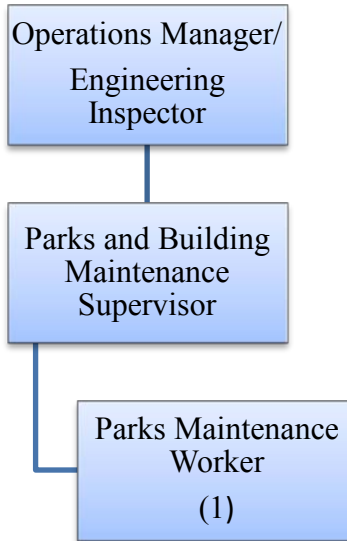 Operations Manager/
Engineering
Inspector
Parks and Building
Maintenance
Supervisor
Parks Maintenance
Worker
(1)